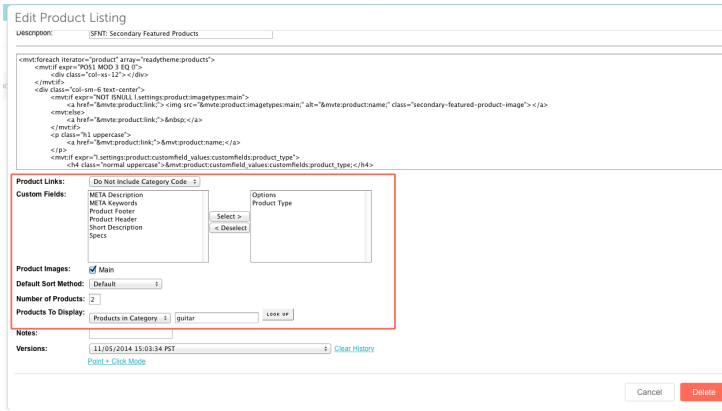 Edit Product Listing
Description: SFNT: Secondary Featured Products
<mvt:foreach iterator="product" array="readytheme:products">
<mvt:if expr="POS1 MOD 3 EQ 0">
<div class="col-xs-12"></div>
</mvt:if>
<div class="col-sm-6 text-center">
<mvt:if expr="NOT ISNULL l.settings:product:imagetypes:main">
<a href="&mvte:product:link;"><img src="&mvte:product:imagetypes:main;" alt="&mvte:product:name;" class="secondary-featured-product-image"></a>
<mvt:else>
<a href="&mvte:product:link;">&nbsp;</a>
</mvt:if>
<p class="h1 uppercase">
<a href="&mvt:product:link;">&mvt:product:name;</a>
</p>
<mvt:if expr="l.settings:product:customfield_values:customfields:product_type">
<h4 class="normal uppercase">&mvt:product:customfield_values:customfields:product_type;</h4>
Product Links: Do Not Include Category Code
Custom Fields: META Description Options
META Keywords Product Type
Product Footer
Product Header Select >
Short Description < Deselect
Specs
Product Images: Main
Default Sort Method: Default
Number of Products: 2
Products To Display: Products in Category guitar LOOK UP
Notes:
Versions: 11/05/2014 15:03:34 PST Clear History
Point + Click Mode
Cancel Delete